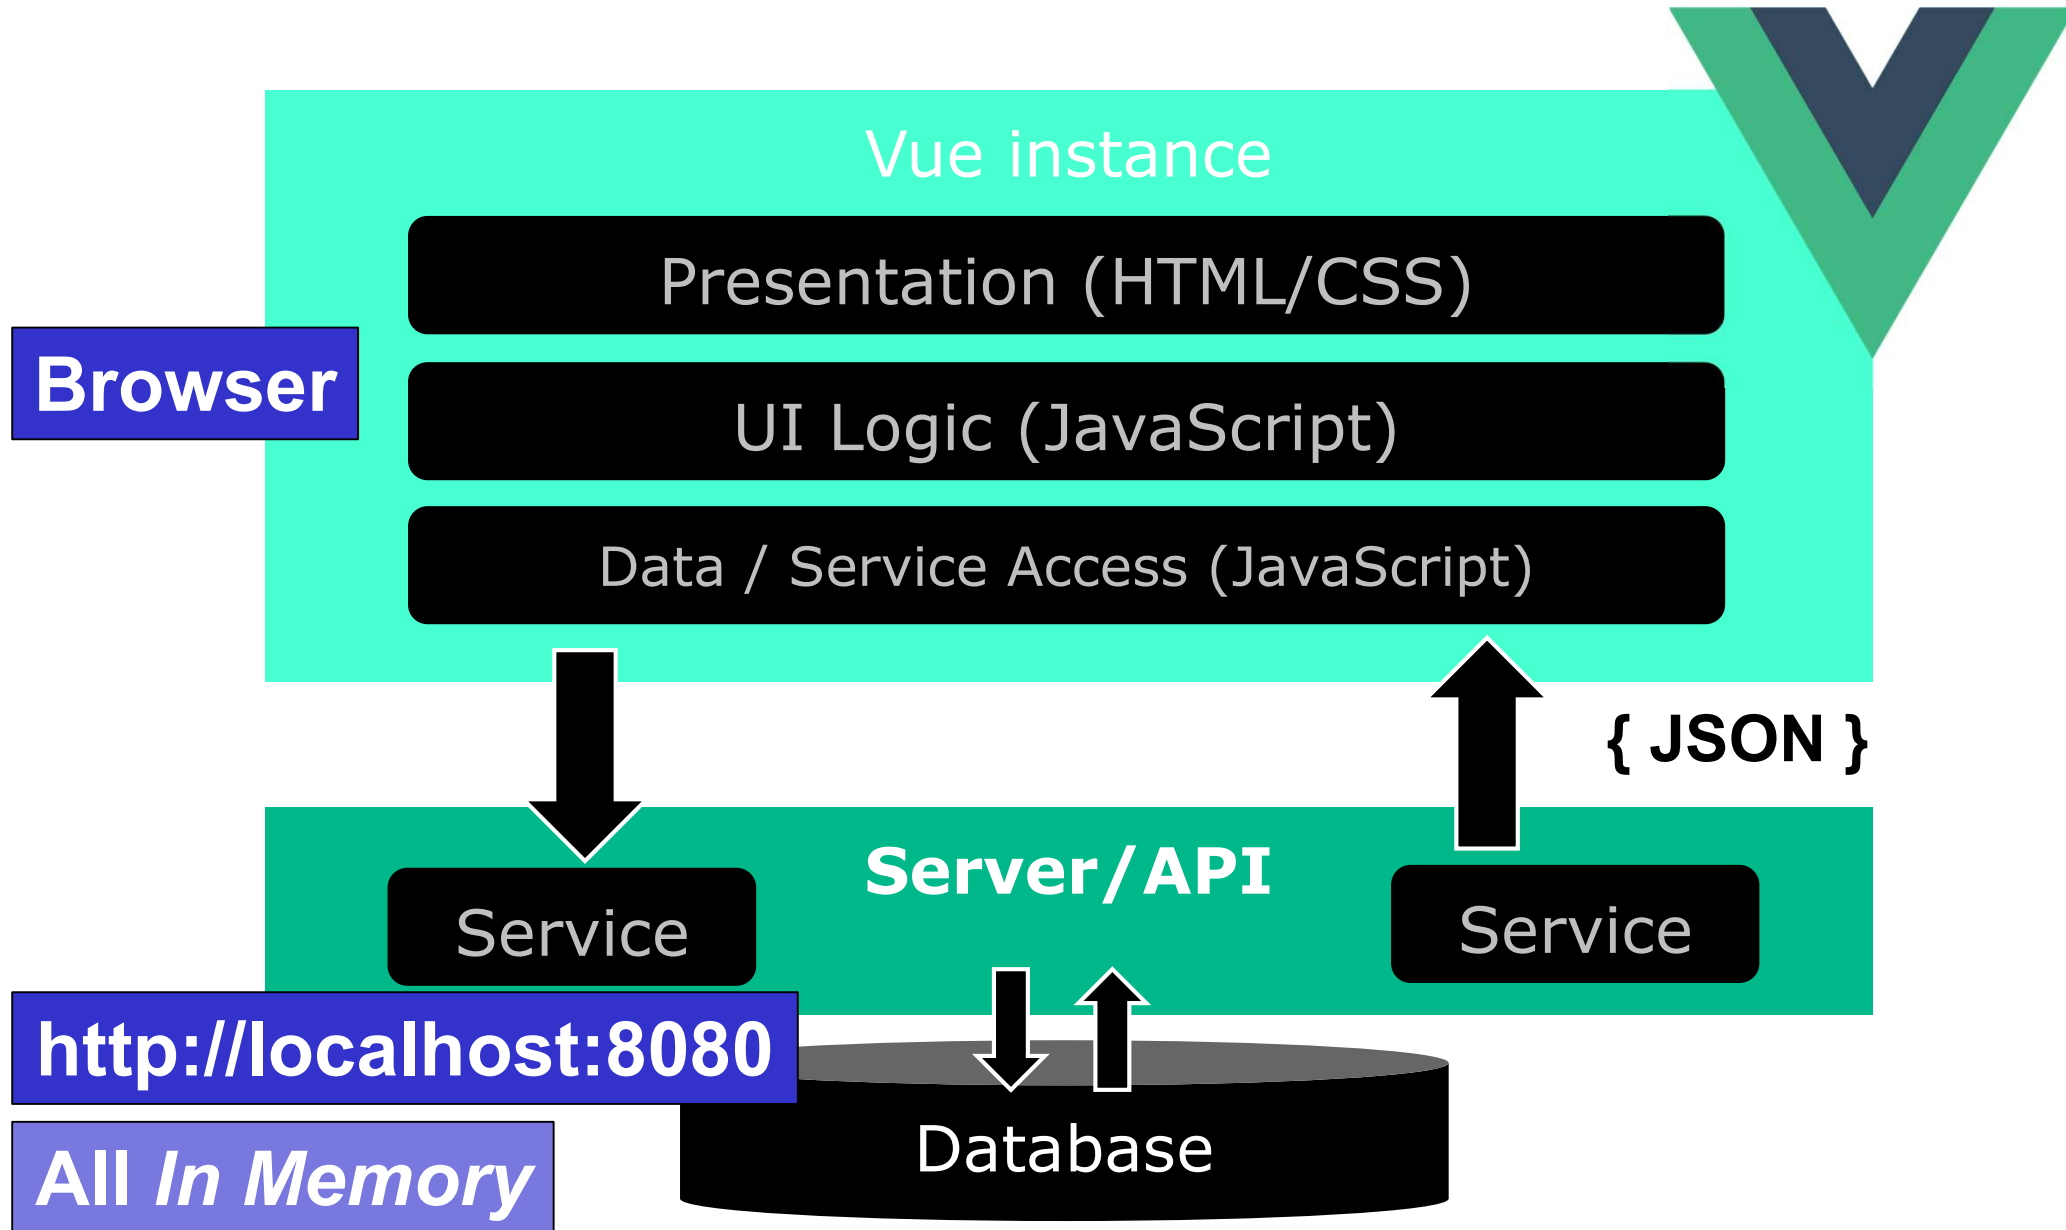 Vue instance
Presentation (HTML/CSS)
Browser
UI Logic (JavaScript)
Data / Service Access (JavaScript)
{ JSON }
Server/API
Service
Service
http://localhost:8080
Database
All In Memory